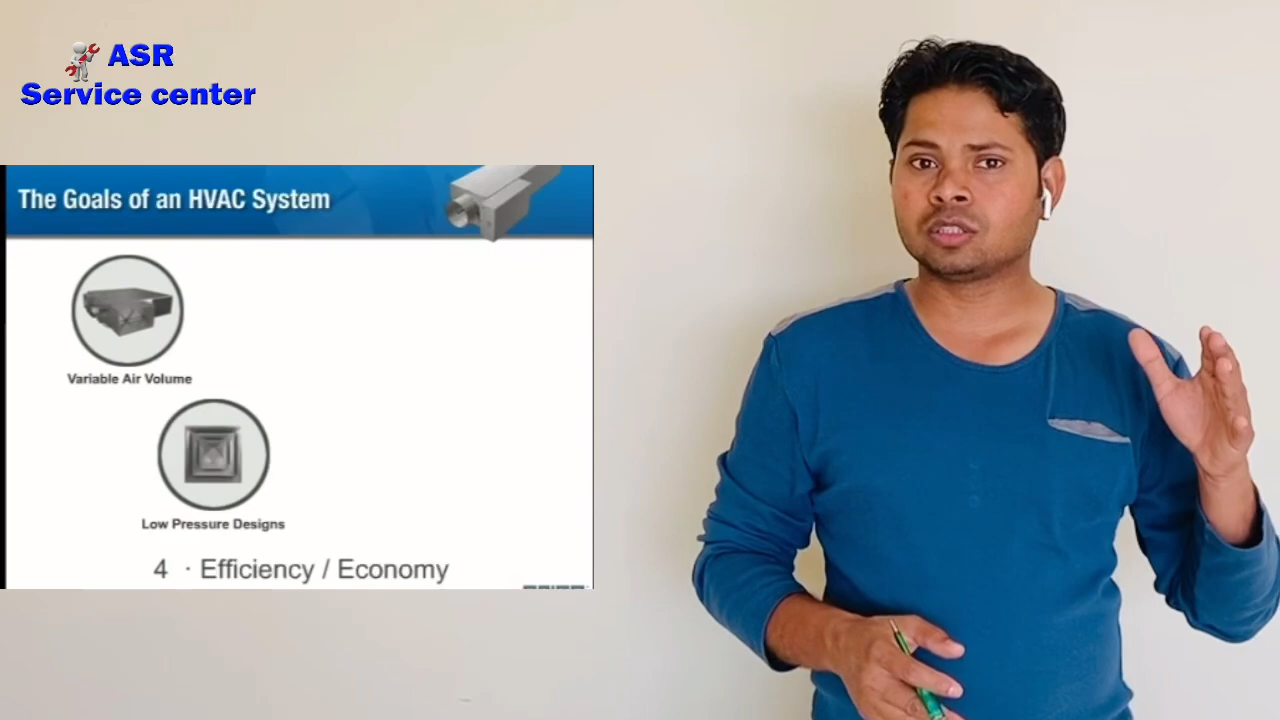 ASR
Service center
The Goals of an HVAC System
Variable Air Volume
Low Pressure Designs
4 · Efficiency / Economy